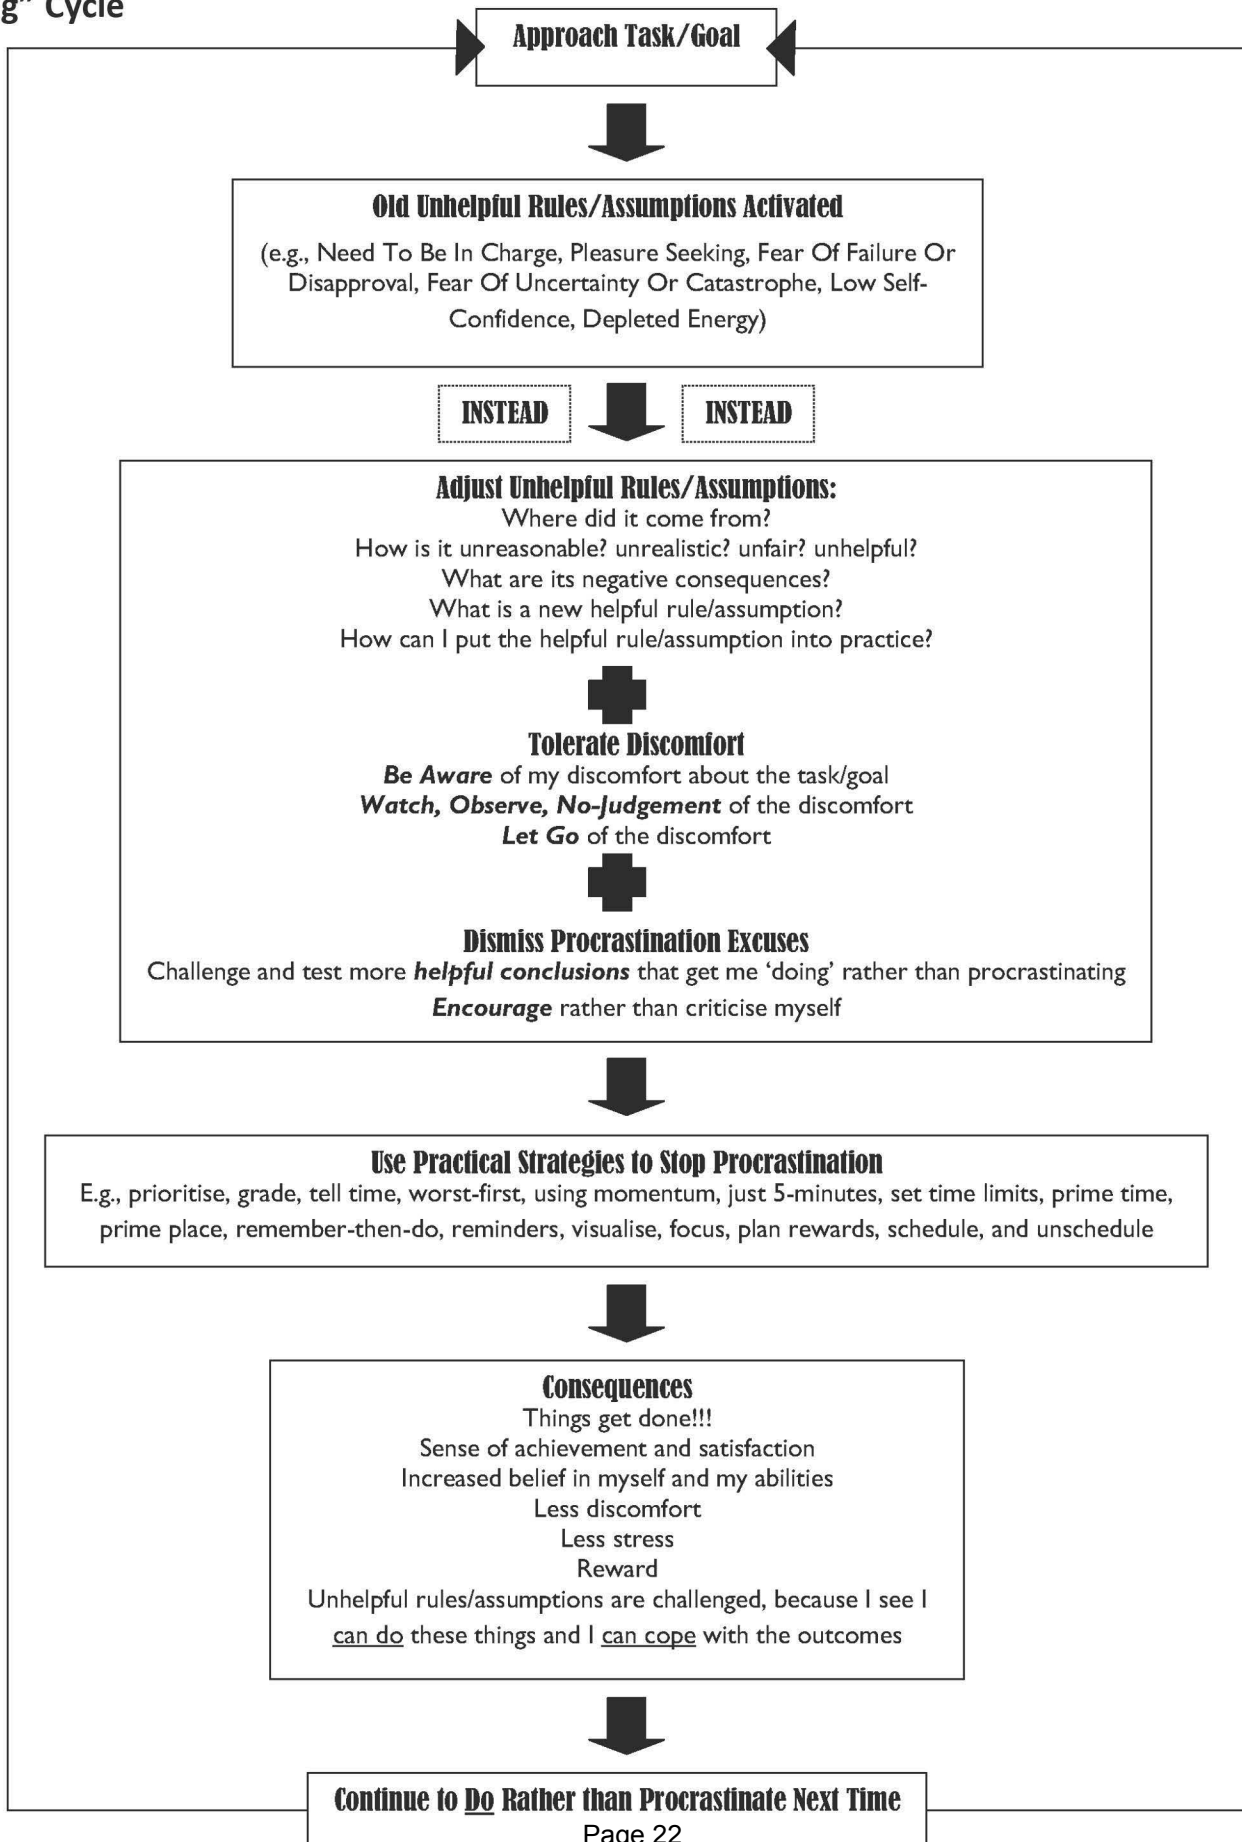 g” Cycle
Approach Task/Goal
Old Unhelpful Rules/Assumptions Activated
(e.g., Need To Be In Charge, Pleasure Seeking, Fear Of Failure Or
Disapproval, Fear Of Uncertainty Or Catastrophe, Low Self-
Confidence, Depleted Energy)
INSTEAD INSTEAD
Adjust Unhelpful Rules/Assumptions:
Where did it come from?
How is it unreasonable? unrealistic? unfair? unhelpful?
What are its negative consequences?
What is a new helpful rule/assumption?
How can I put the helpful rule/assumption into practice?
Tolerate Discomfort
Be Aware of my discomfort about the task/goal
Watch, Observe, No-Judgement of the discomfort
Let Go of the discomfort
Dismiss Procrastination Excuses
Challenge and test more helpful conclusions that get me ‘doing’ rather than procrastinating
Encourage rather than criticise myself
Use Practical Strategies to Stop Procrastination
E.g., prioritise, grade, tell time, worst-first, using momentum, just 5-minutes, set time limits, prime time,
prime place, remember-then-do, reminders, visualise, focus, plan rewards, schedule, and unschedule
Consequences
Things get done!!!
Sense of achievement and satisfaction
Increased belief in myself and my abilities
Less discomfort
Less stress
Reward
Unhelpful rules/assumptions are challenged, because I see I
can do these things and I can cope with the outcomes
Continue to Do Rather than Procrastinate Next Time
Page 22